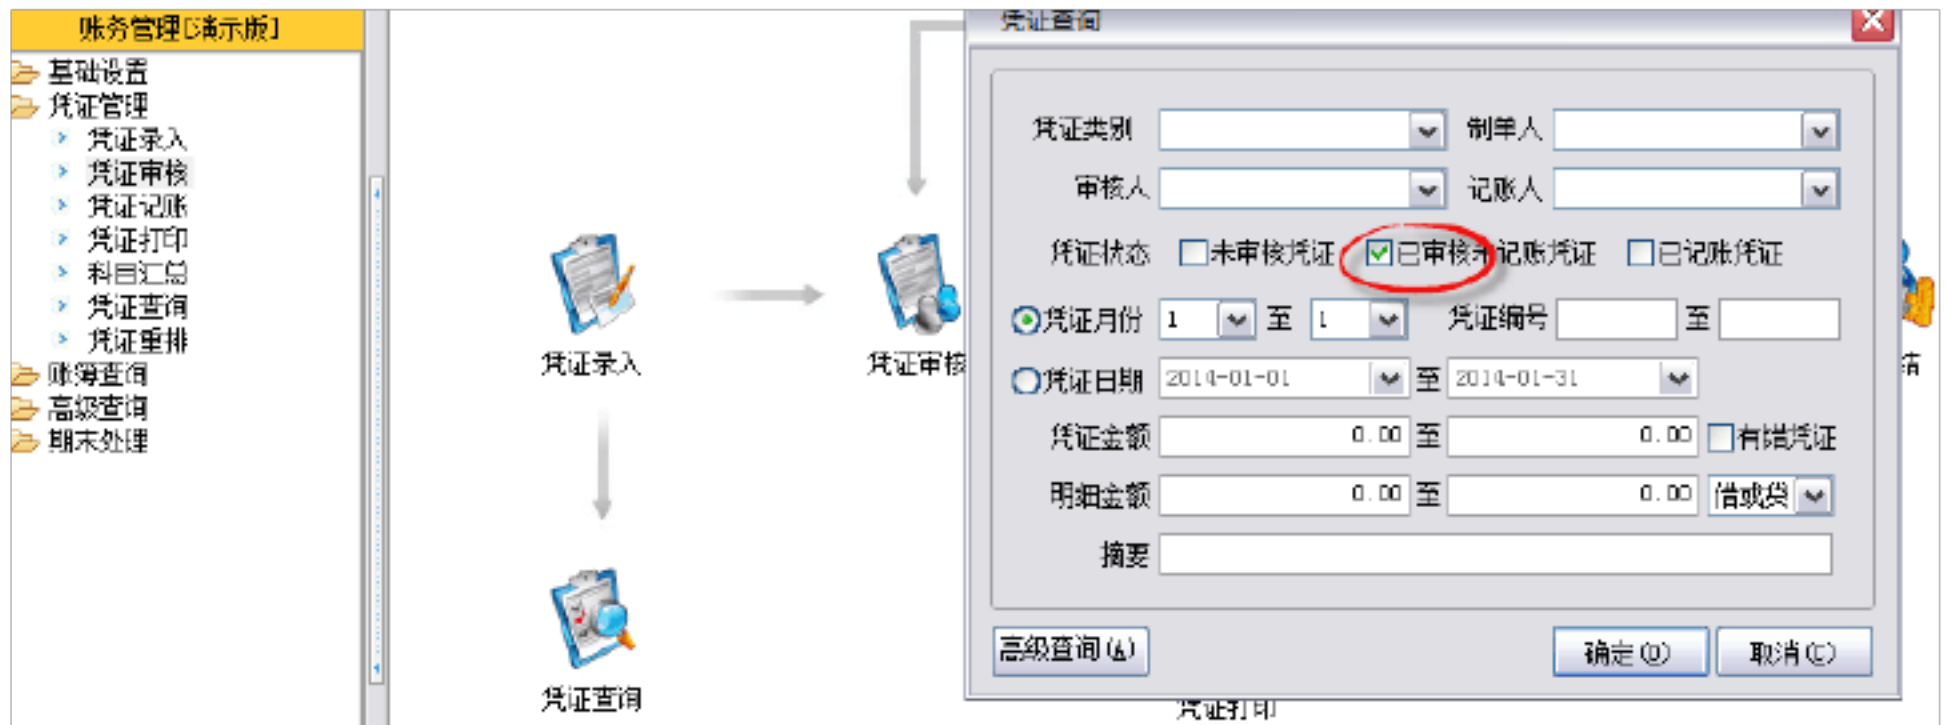 账务管理[演示版]
基础设置
凭证管理
凭证录入
凭证审核
凭证记账
凭证打印
科目汇总
凭证查询
凭证重排
账簿查询
高级查询
期末处理
凭证录入
凭证审核
凭证查询
凭证打印
结
凭证查询
凭证类别 制单人
审核人 记账人
凭证状态 未审核凭证 已审核未记账凭证 已记账凭证
凭证月份 1 至 1 凭证编号 至
凭证日期 2014-01-01 至 2014-01-31
凭证金额 0.00 至 0.00 有错凭证
明细金额 0.00 至 0.00 借或贷
摘要
高级查询(A) 确定(O) 取消(C)